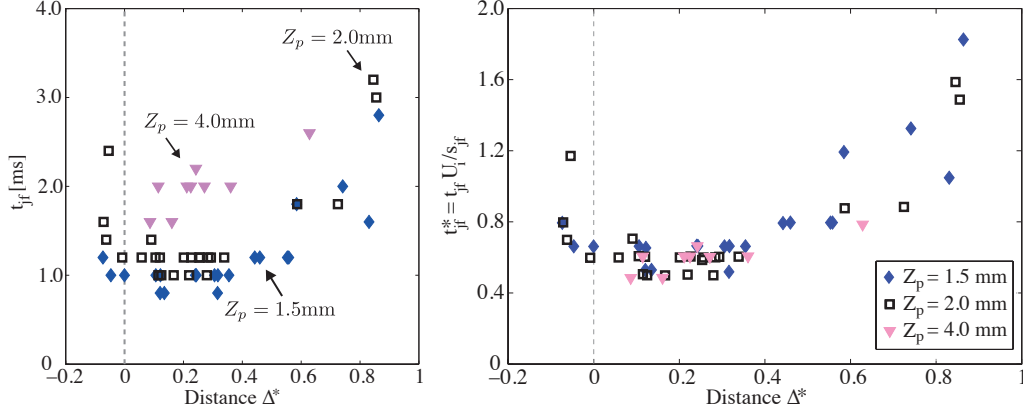 4.0
3.0
2.0
1.0
0
−0.2
0
0.2
0.4
0.6
0.8
1
t_jf [ms]
Distance Δ*
Z_p = 2.0mm
Z_p = 4.0mm
Z_p = 1.5mm
2.0
1.6
1.2
0.8
0.4
0
−0.2
0
0.2
0.4
0.6
0.8
1
t*_jf = t_jf U_i/s_jf
Distance Δ*
Z_p = 1.5 mm
Z_p = 2.0 mm
Z_p = 4.0 mm